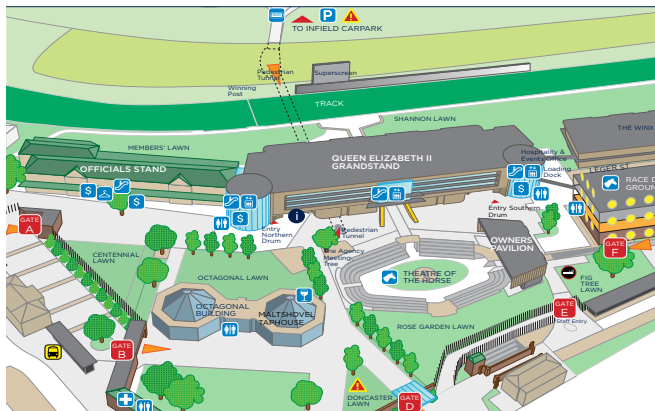 P
TO INFIELD CARPARK
Pedestrian
Tunnel
Superscreen
Winning
Post
TRACK
SHANNON LAWN
THE WINX
MEMBERS' LAWN
QUEEN ELIZABETH II
GRANDSTAND
Hospitality &
Events Office
Loading
Dock
OFFICIALS STAND
LEGER ST
RACE D
GROUN
$
$
$
$
i
GATE
A
Entry
Northern
Drum
Pedestrian
Tunnel
Entry Southern
Drum
The Agency
Meeting
Tree
OWNERS
PAVILION
GATE
F
CENTENNIAL
LAWN
OCTAGONAL LAWN
THEATRE OF
THE HORSE
FIG
TREE
LAWN
OCTAGONAL
BUILDING
MALTSHOVEL
TAPHOUSE
GATE
E
Staff Entry
ROSE GARDEN LAWN
GATE
B
DONCASTER
LAWN
GATE
D